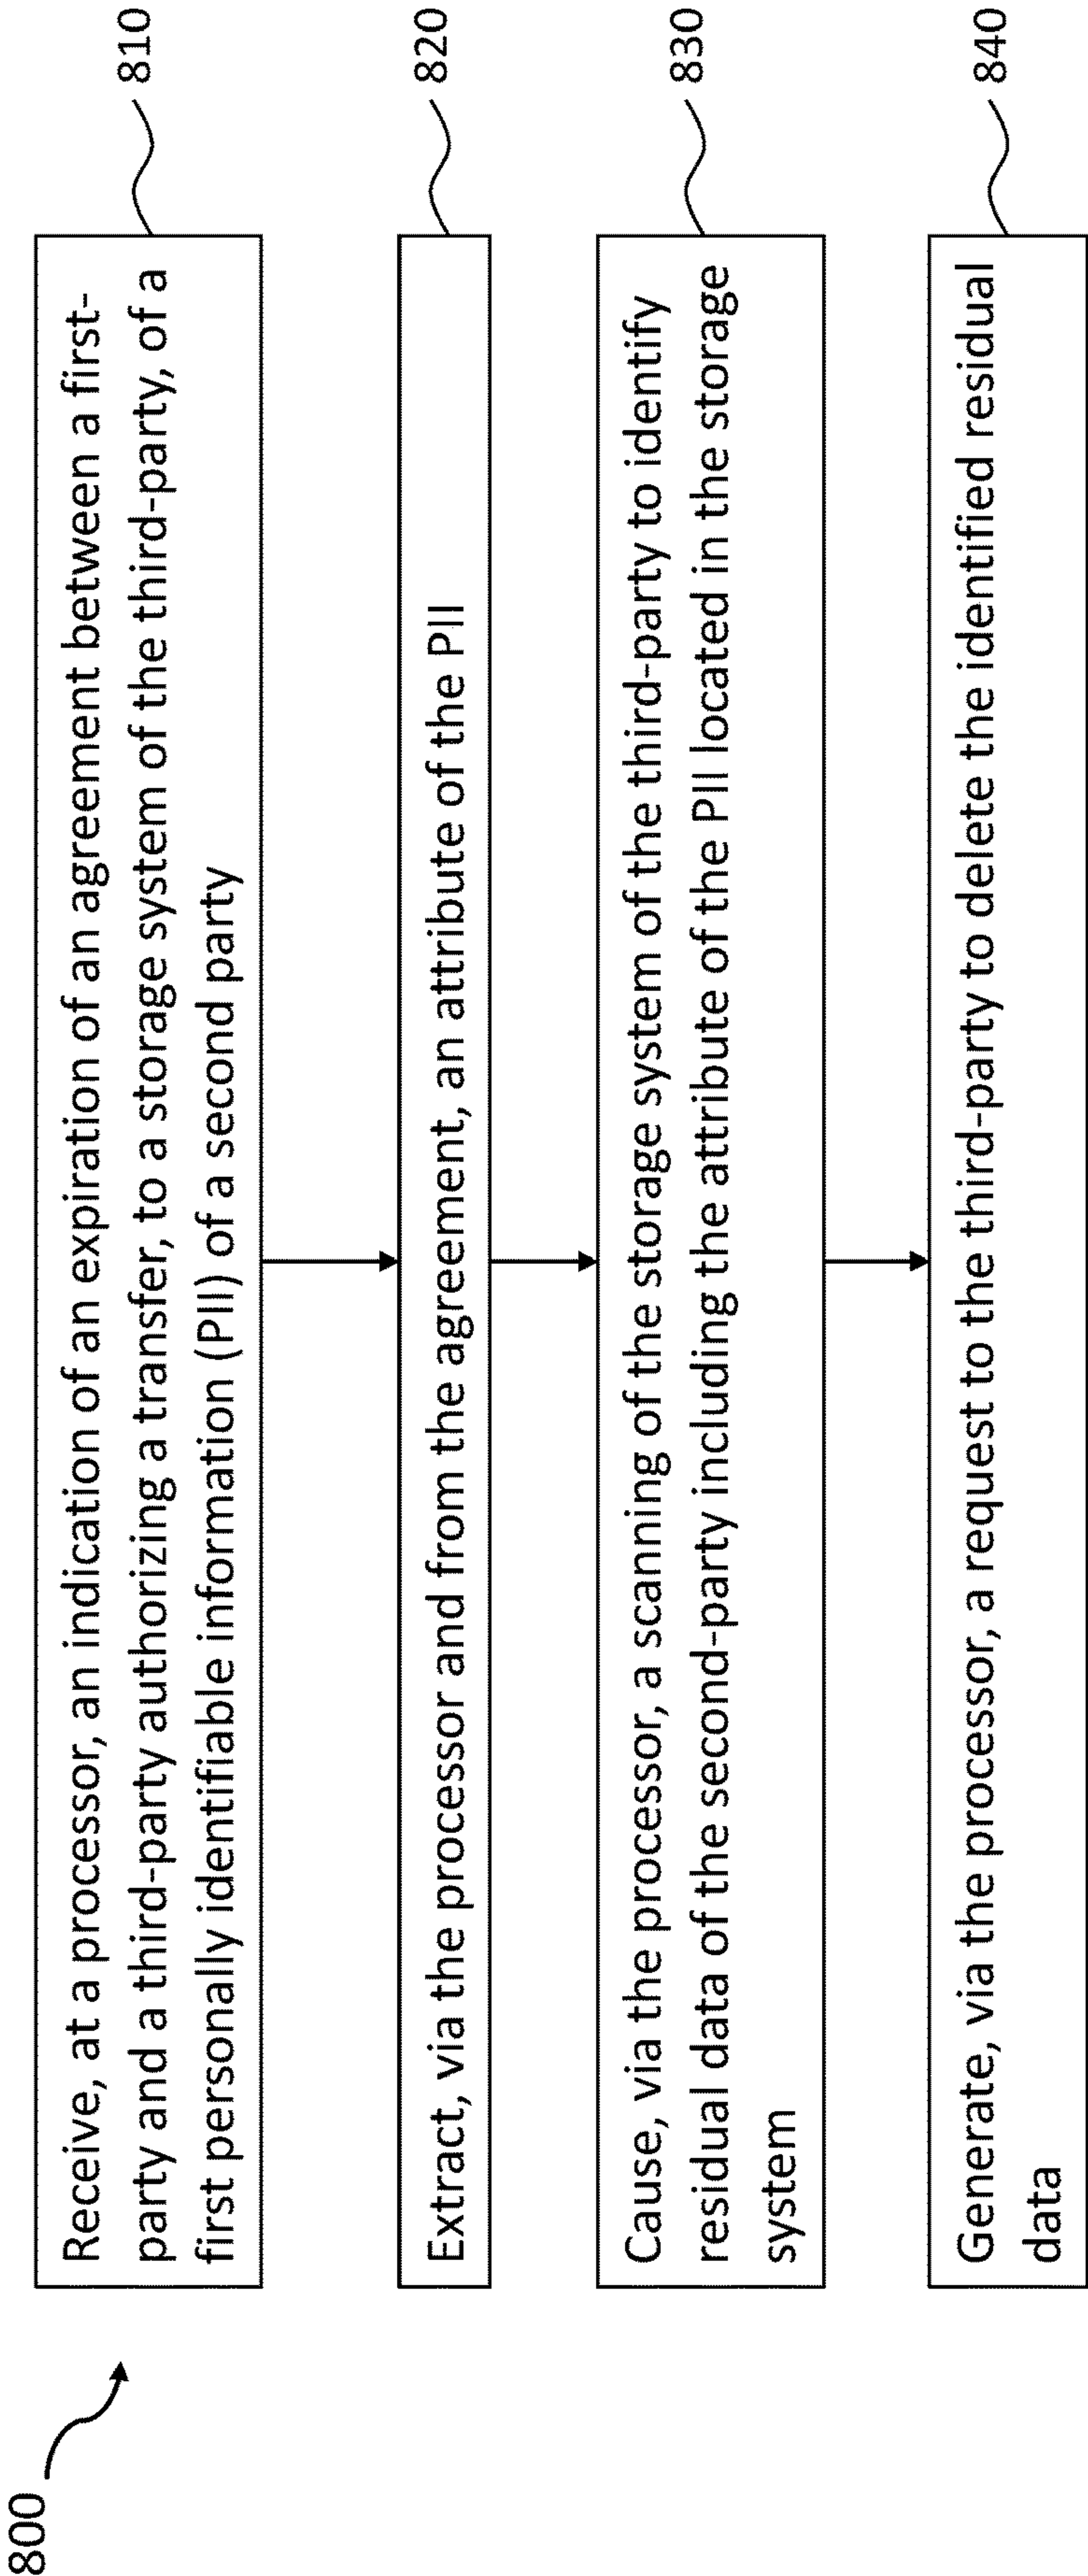 800
Receive, at a processor, an indication of an expiration of an agreement between a first-
party and a third-party authorizing a transfer, to a storage system of the third-party, of a
first personally identifiable information (PII) of a second party
810
Extract, via the processor and from the agreement, an attribute of the PII
820
Cause, via the processor, a scanning of the storage system of the third-party to identify
residual data of the second-party including the attribute of the PII located in the storage
system
830
Generate, via the processor, a request to the third-party to delete the identified residual
data
840